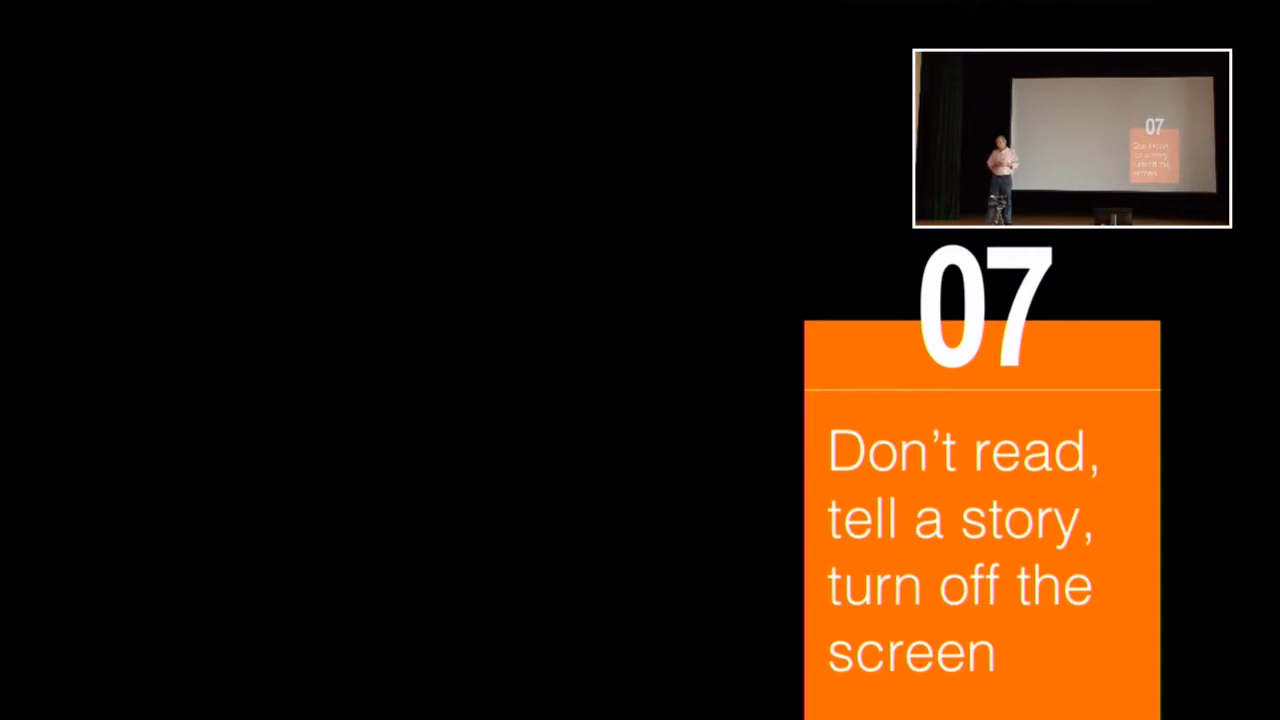 07
Don’t read,
tell a story,
turn off the
screen